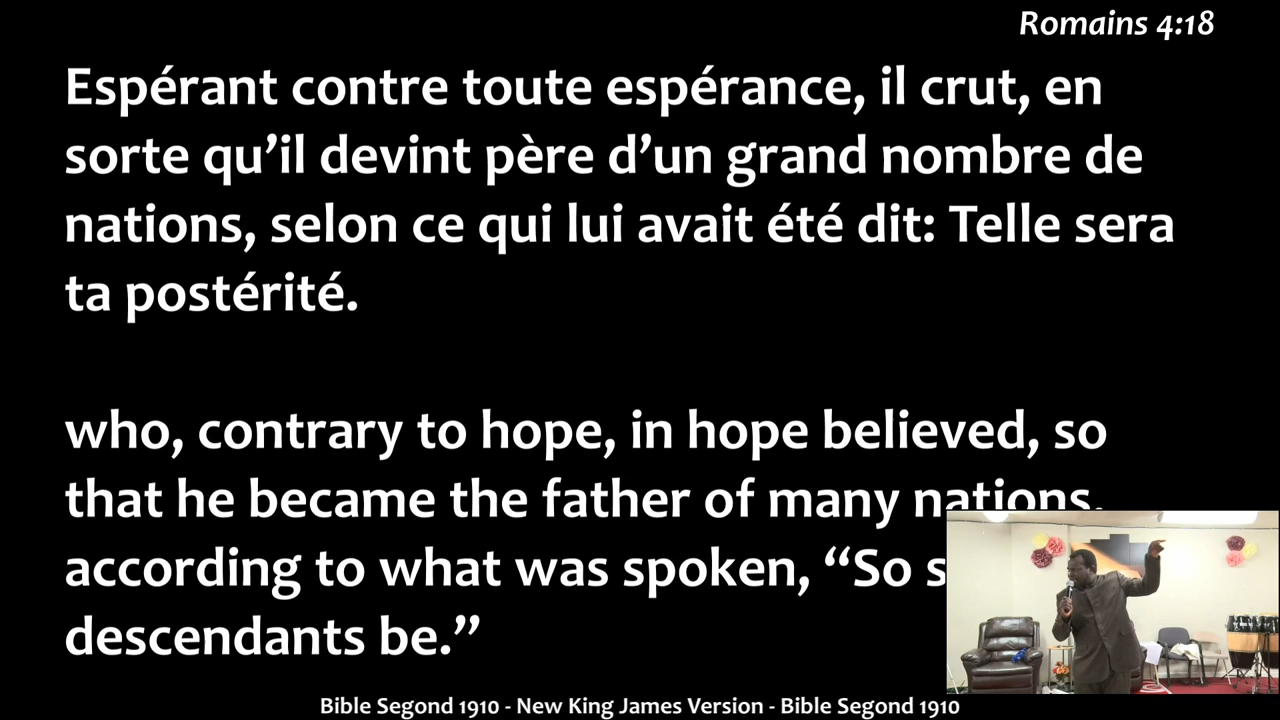 Romains 4:18
Espérant contre toute espérance, il crut, en
sorte qu’il devint père d’un grand nombre de
nations, selon ce qui lui avait été dit: Telle sera
ta postérité.
who, contrary to hope, in hope believed, so
that he became the father of many nations,
according to what was spoken, “So
descendants be.”
Bible Segond 1910 - New King James Version - Bible Segond 1910